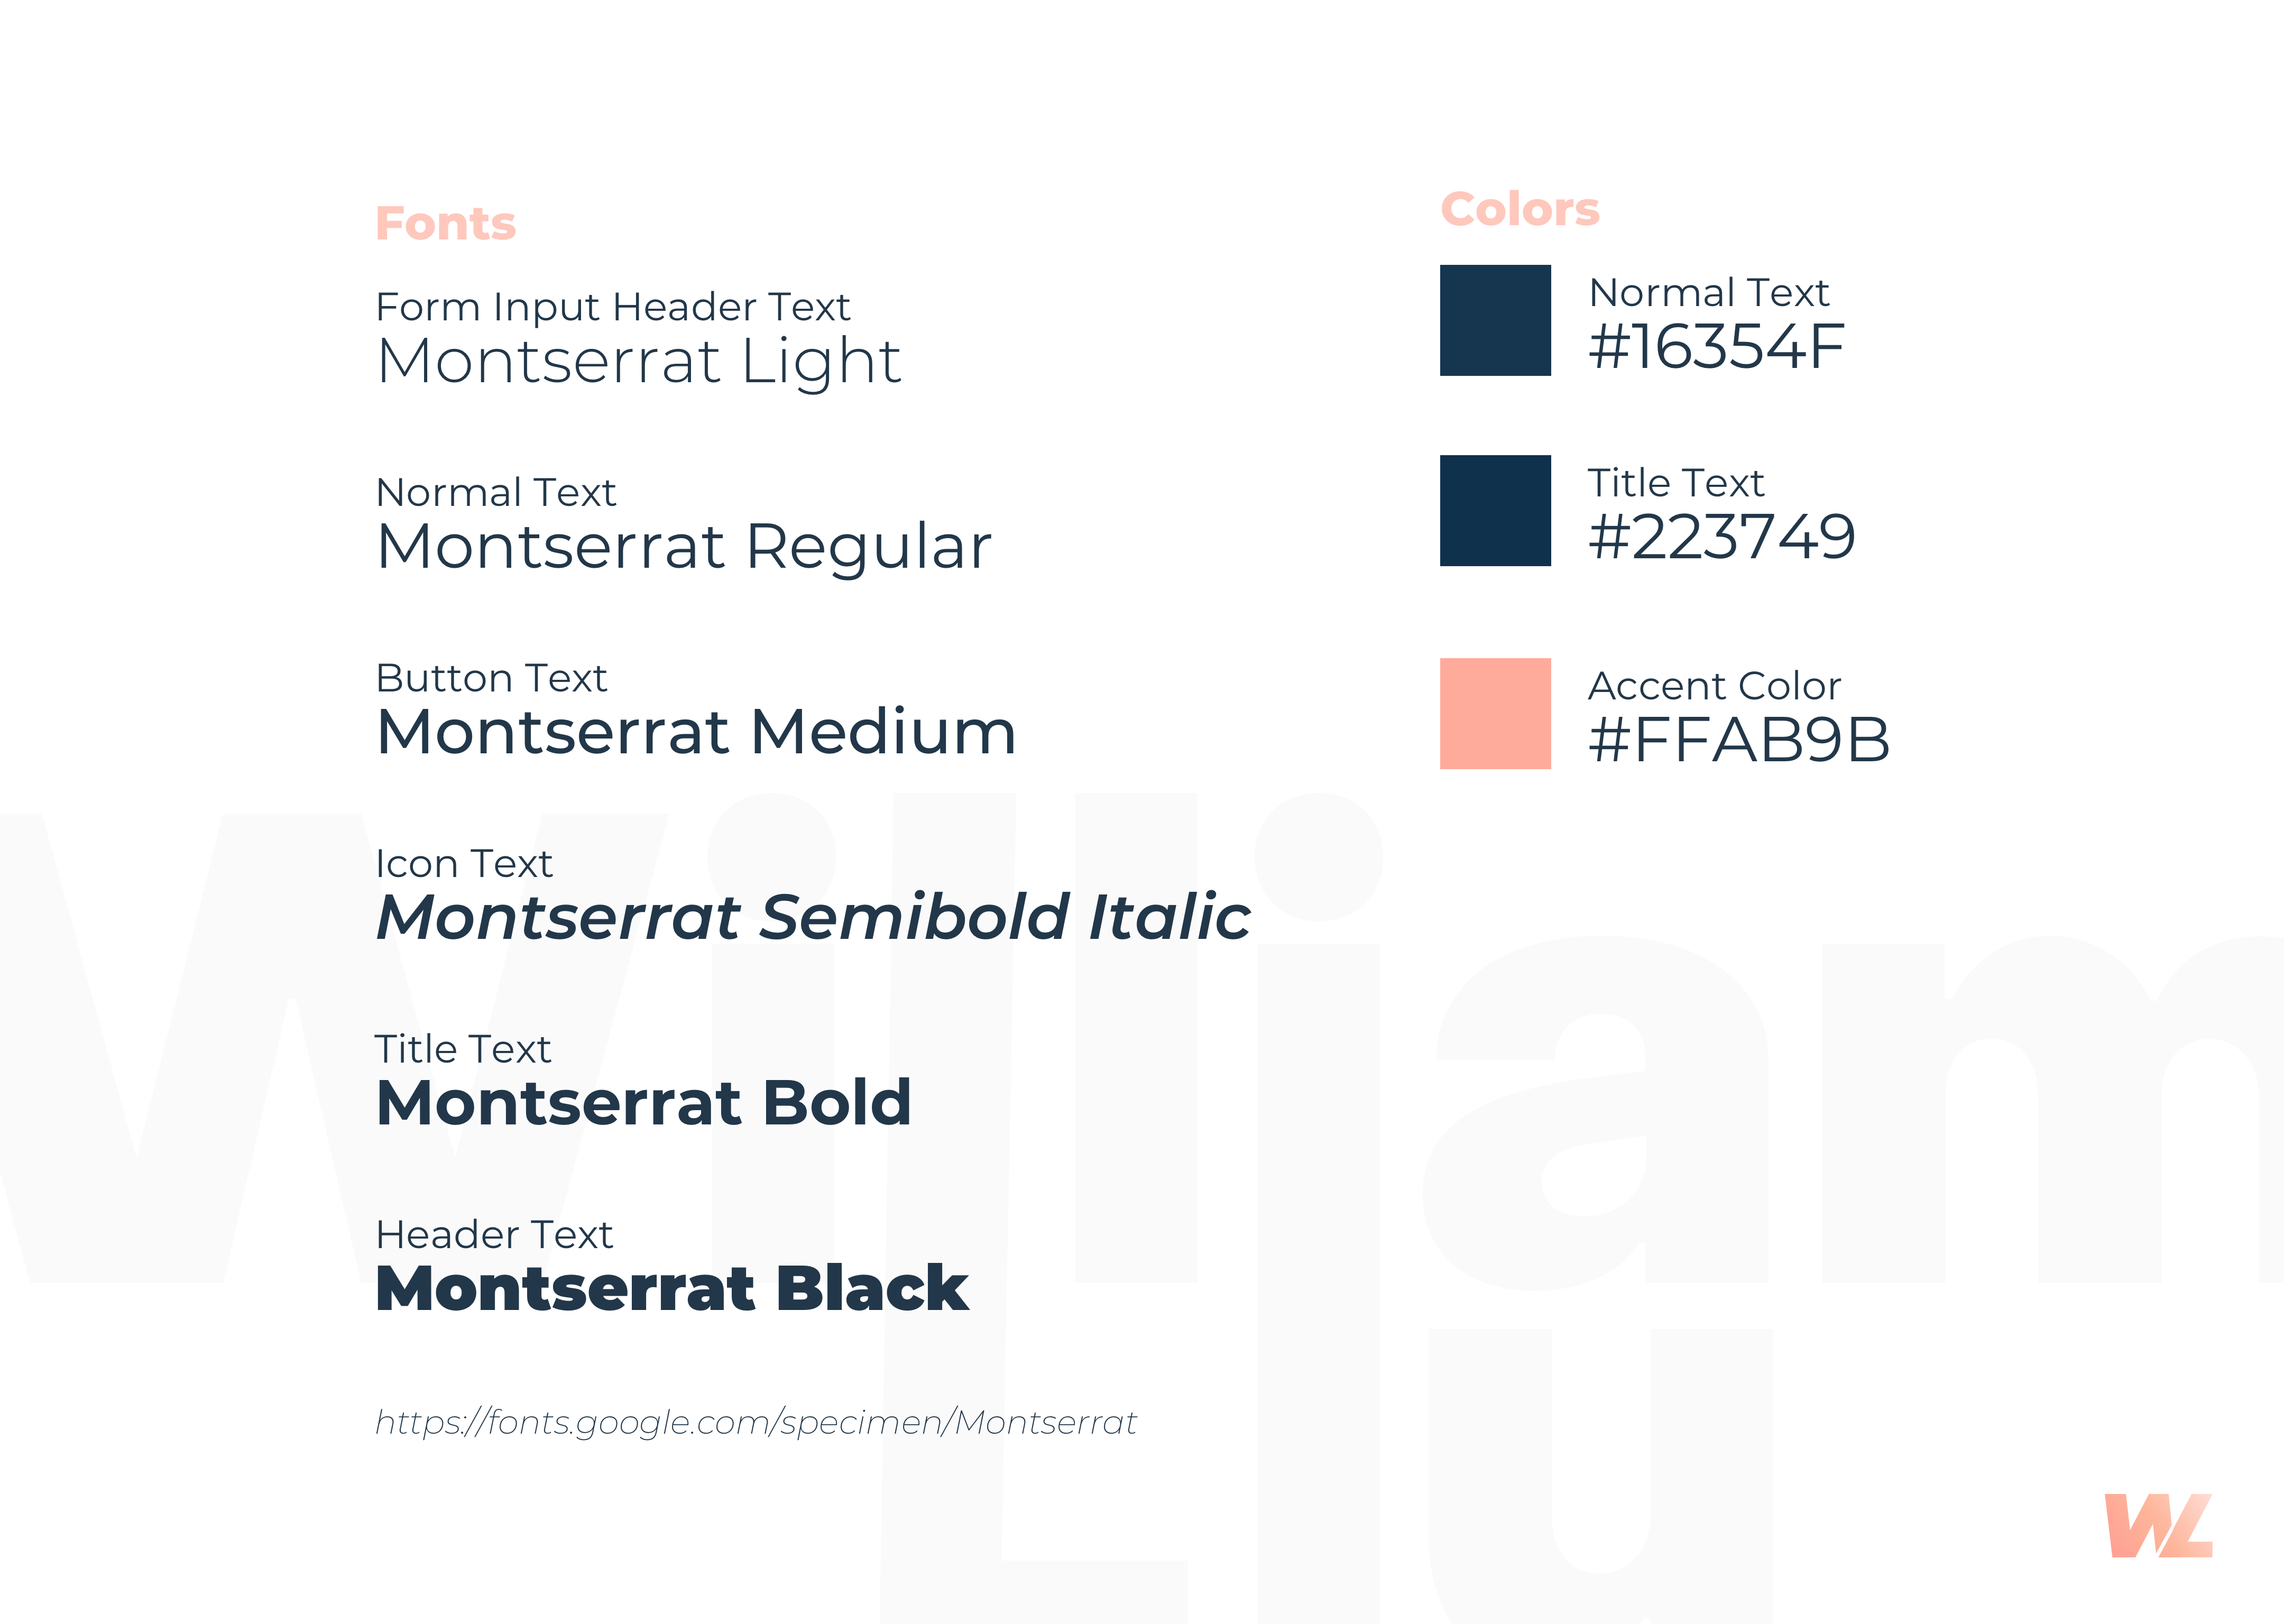 Fonts
Form Input Header Text
Montserrat Light
Normal Text
Montserrat Regular
Button Text
Montserrat Medium
Icon Text
Montserrat Semibold Italic
Title Text
Montserrat Bold
Header Text
Montserrat Black
https://fonts.google.com/specimen/Montserrat
Colors
Normal Text
#16354F
Title Text
#223749
Accent Color
#FFAB9B
William
Liu
WL